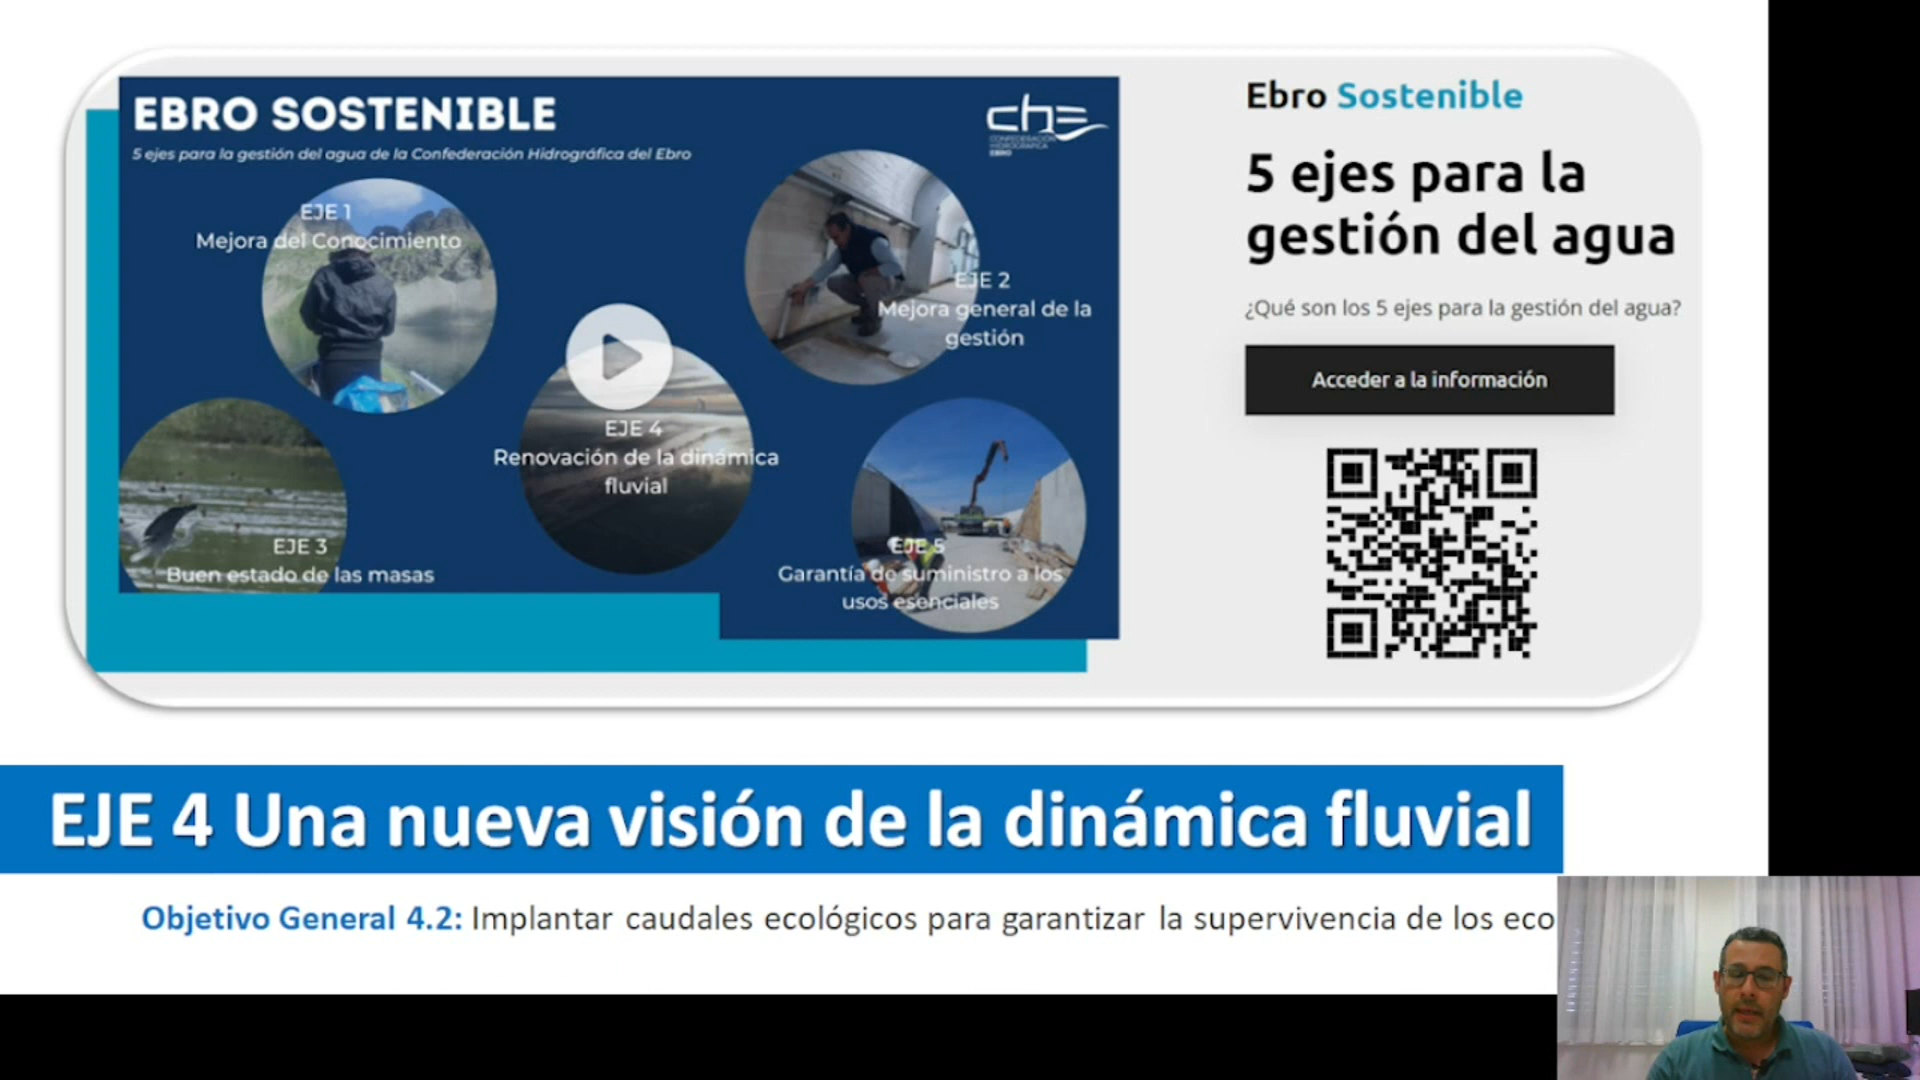 EBRO SOSTENIBLE
5 ejes para la gestión del agua de la Confederación Hidrográfica del Ebro
che
CONFEDERACIÓN
HIDROGRÁFICA
EBRO
EJE 1
Mejora del Conocimiento
EJE 2
Mejora general de la
gestión
EJE 4
Renovación de la dinámica
fluvial
EJE 3
Buen estado de las masas
EJE 5
Garantía de suministro a los
usos esenciales
Ebro Sostenible
5 ejes para la
gestión del agua
¿Qué son los 5 ejes para la gestión del agua?
Acceder a la información
EJE 4 Una nueva visión de la dinámica fluvial
Objetivo General 4.2: Implantar caudales ecológicos para garantizar la supervivencia de los eco